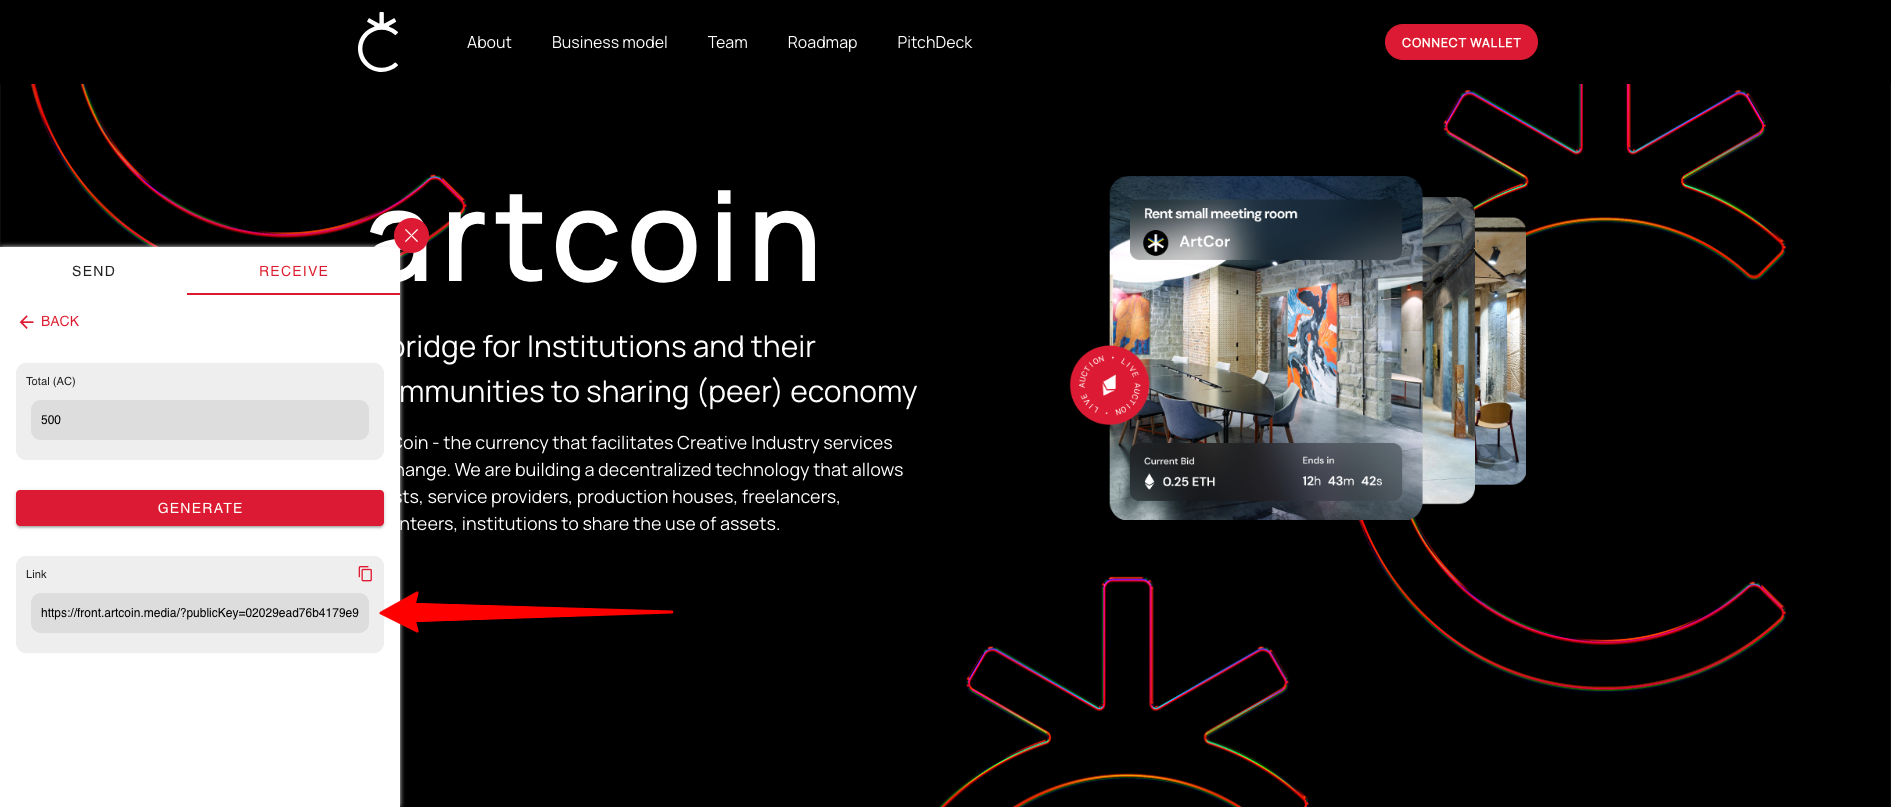 About
Business model
Team
Roadmap
PitchDeck
CONNECT WALLET
artcoin
bridge for Institutions and their
mmunities to sharing (peer) economy
Coin - the currency that facilitates Creative Industry services
hange. We are building a decentralized technology that allows
sts, service providers, production houses, freelancers,
nteers, institutions to share the use of assets.
SEND
RECEIVE
BACK
Total (AC)
500
GENERATE
Link
https://front.artcoin.media/?publicKey=02029ead76b4179e9
Rent small meeting room
ArtCor
LIVE AUCTION • LIVE AUCTION •
Current Bid
0.25 ETH
Ends in
12h 43m 42s